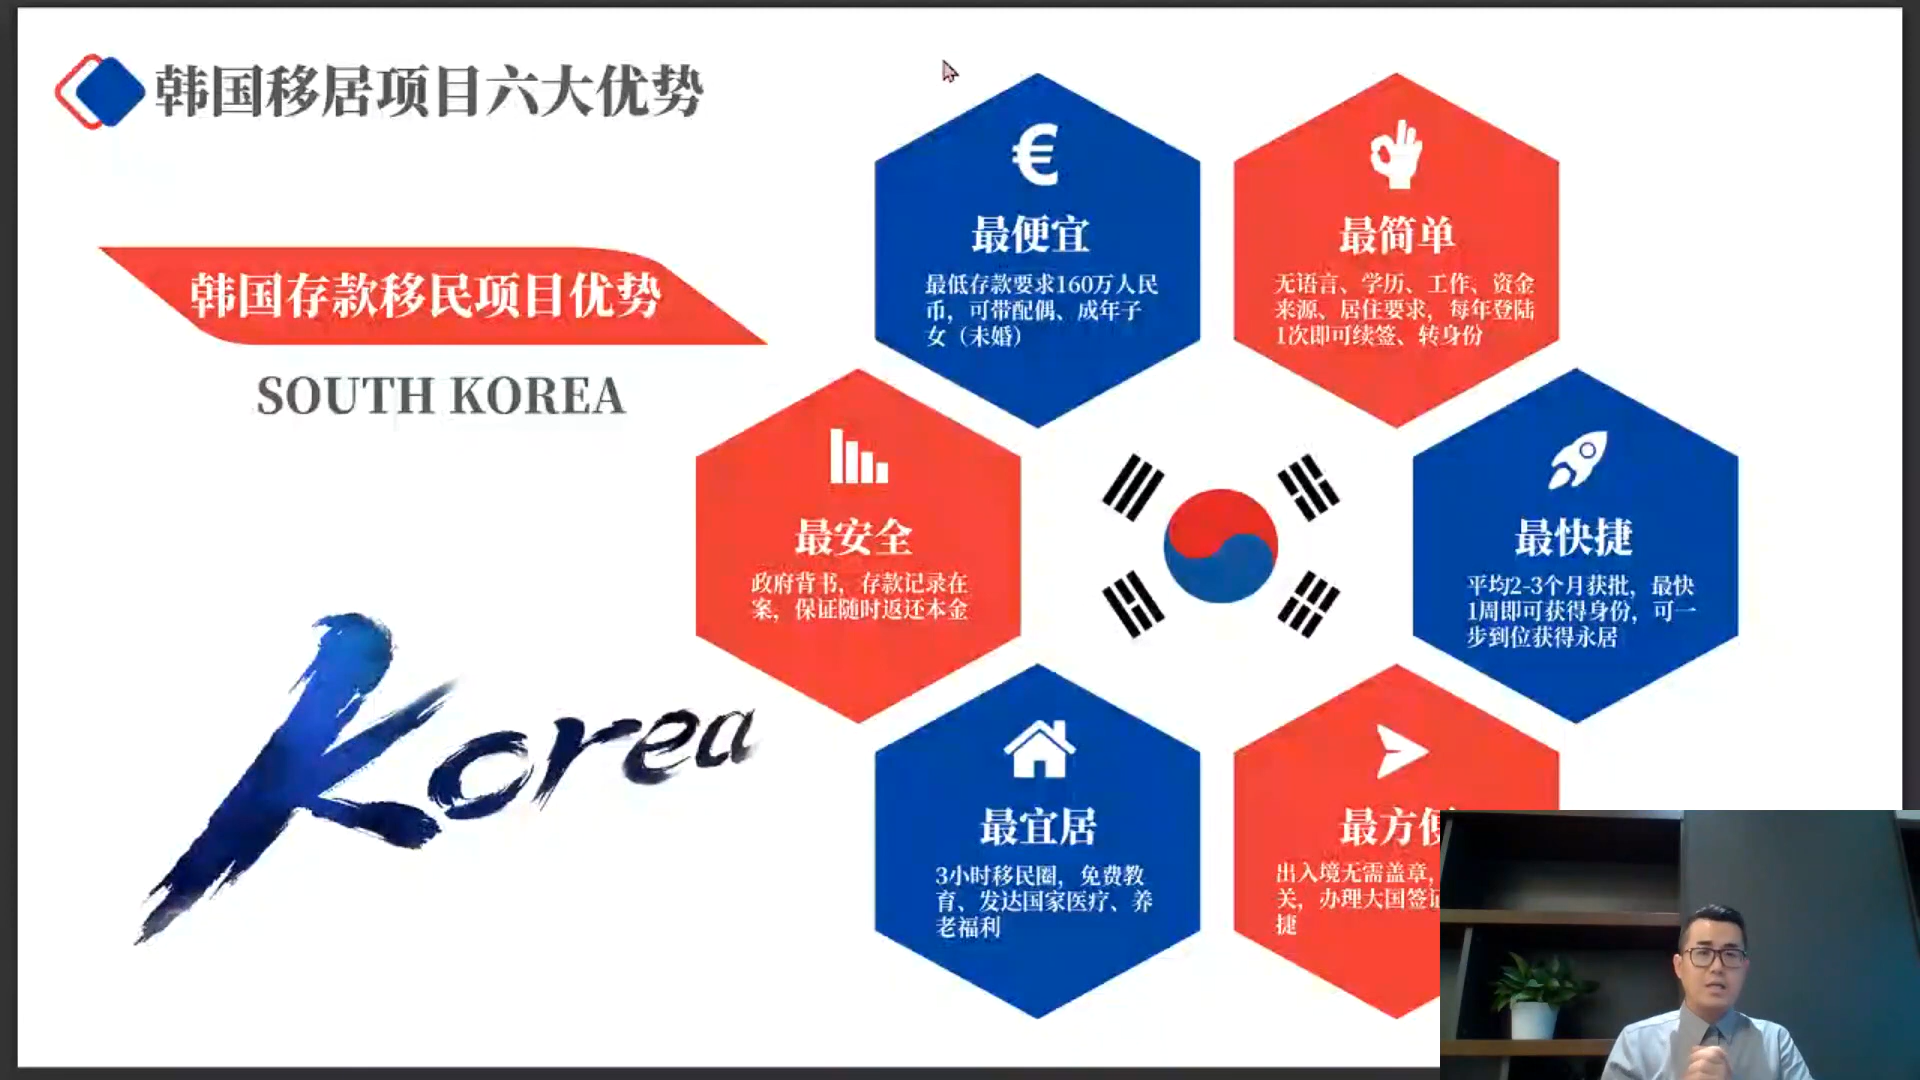 韩国移居项目六大优势
韩国存款移民项目优势
SOUTH KOREA
Korea
最便宜
最低存款要求160万人民
币，可带配偶、成年子
女（未婚）
最简单
无语言、学历、工作、资金
来源、居住要求，每年登陆
1次即可续签、转身份
最安全
政府背书，存款记录在
案，保证随时返还本金
最快捷
平均2-3个月获批，最快
1周即可获得身份，可一
步到位获得永居
最宜居
3小时移民圈，免费教
育、发达国家医疗、养
老福利
最方便
出入境无需盖章，
关，办理大国签证
捷